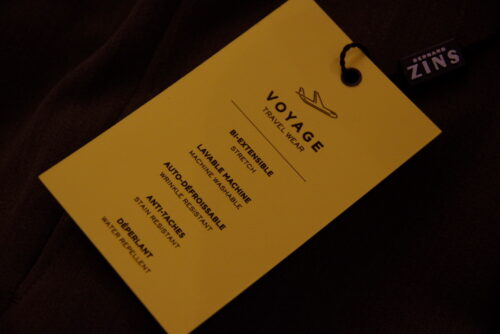 BERNARD
ZINS
VOYAGE
TRAVEL WEAR
BI-EXTENSIBLE
STRETCH
LAVABLE MACHINE
MACHINE WASHABLE
AUTO-DÉFROISSABLE
WRINKLE RESISTANT
ANTI-TACHES
STAIN RESISTANT
DÉPERLANT
WATER REPELLENT